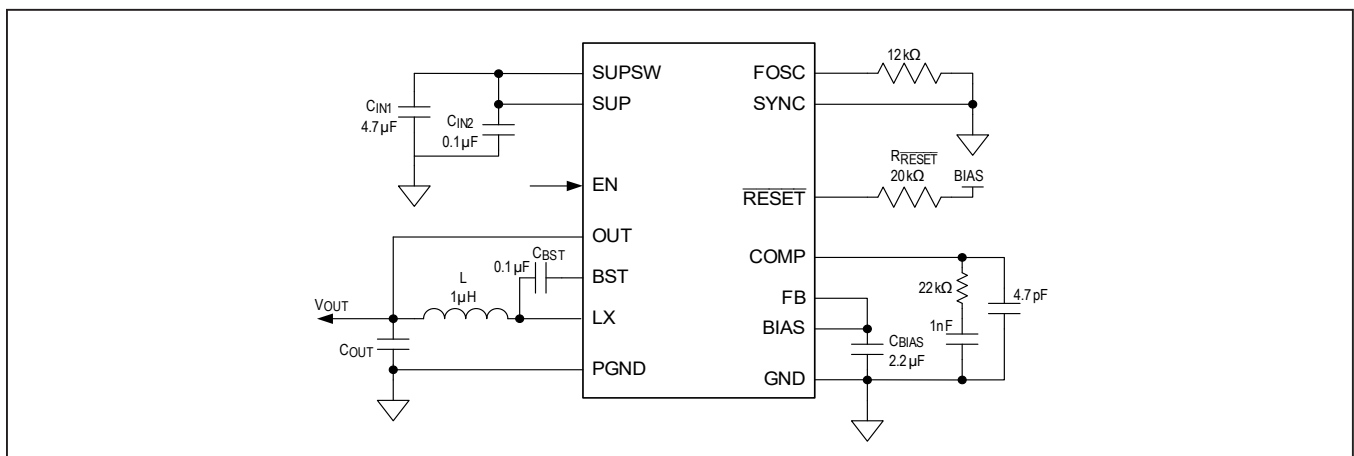 SUPSW
SUP
EN
OUT
BST
LX
PGND
FOSC
SYNC
RESET
COMP
FB
BIAS
GND
CIN1
4.7µF
CIN2
0.1µF
CBST
0.1µF
L
1µH
VOUT
COUT
12kΩ
RRESET
20kΩ
BIAS
22kΩ
1nF
4.7pF
CBIAS
2.2µF